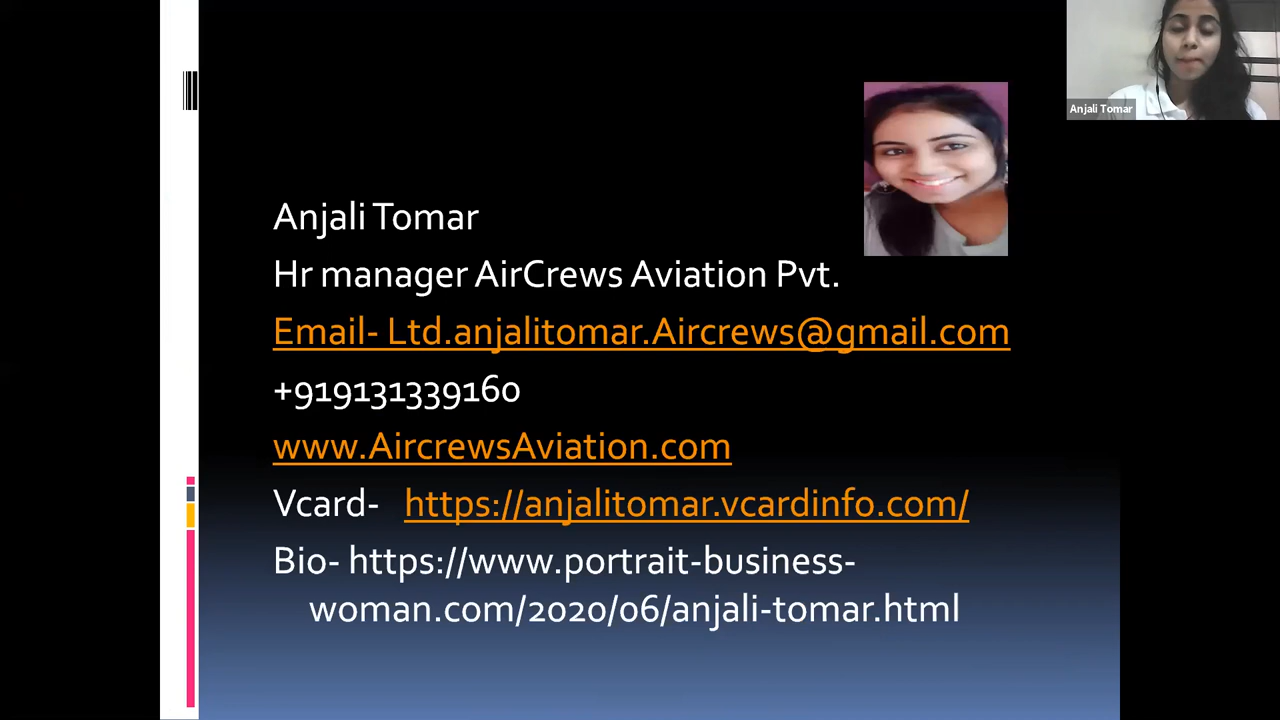 Anjali Tomar
Anjali Tomar
Hr manager AirCrews Aviation Pvt.
Email- Ltd.anjalitomar.Aircrews@gmail.com
+919131339160
www.AircrewsAviation.com
Vcard- https://anjalitomar.vcardinfo.com/
Bio- https://www.portrait-business-
woman.com/2020/06/anjali-tomar.html